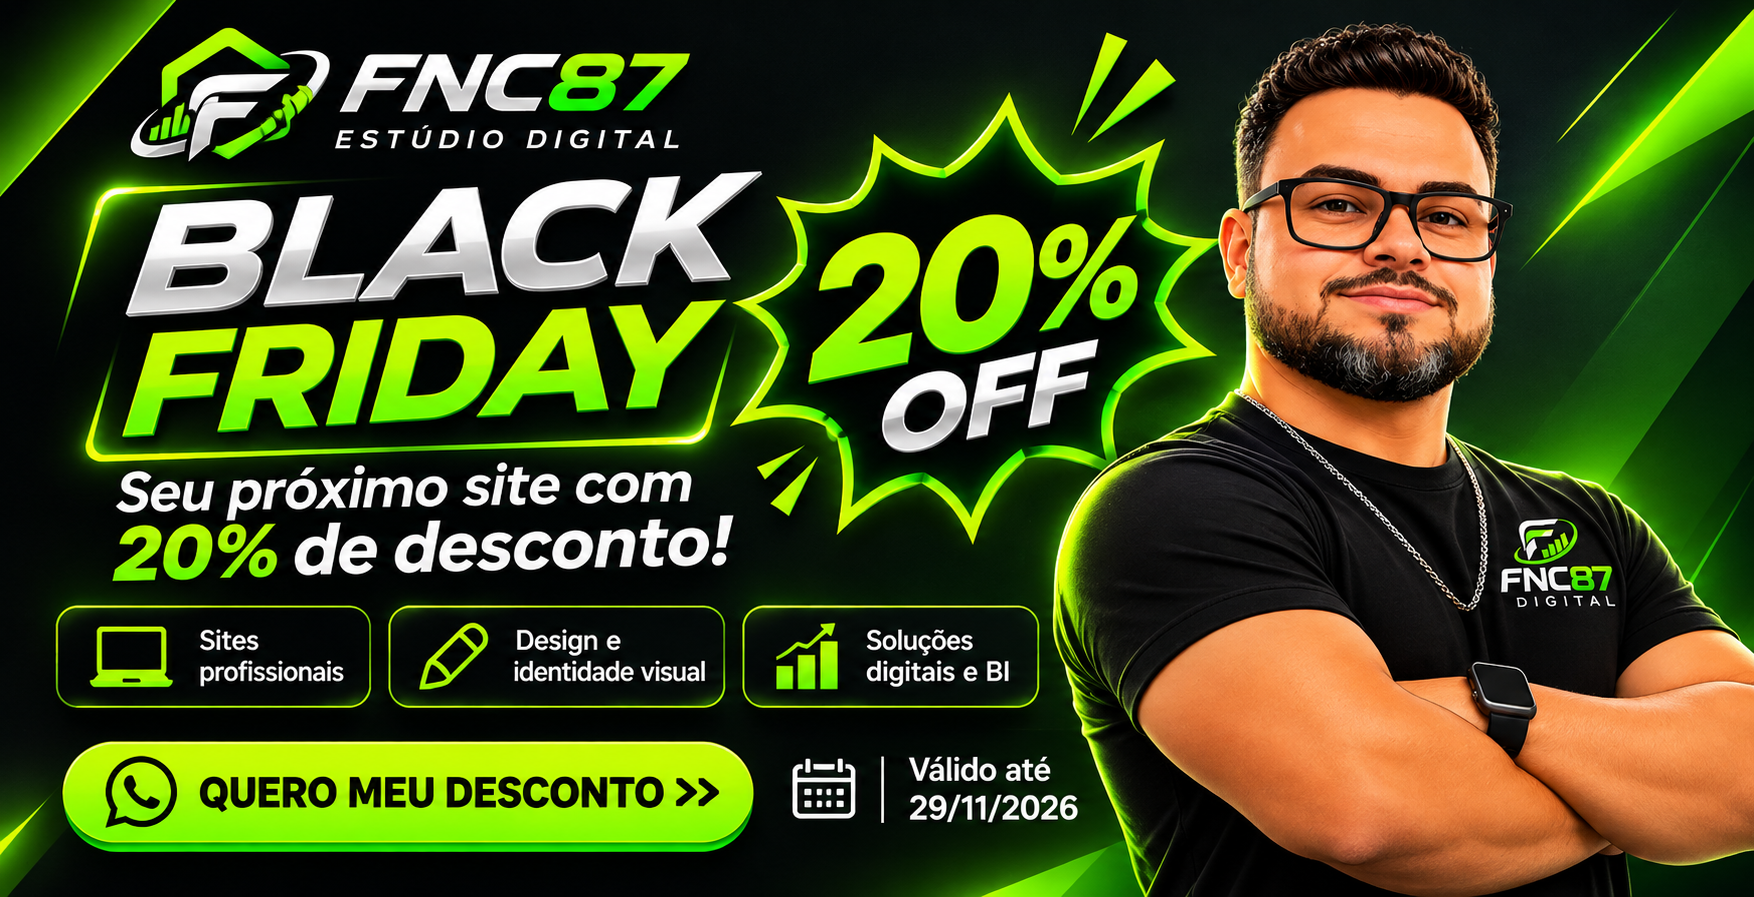 FNC87
ESTÚDIO DIGITAL
BLACK
FRIDAY
20%
OFF
Seu próximo site com
20% de desconto!
Sites
profissionais
Design e
identidade visual
Soluções
digitais e BI
QUERO MEU DESCONTO >>
Válido até
29/11/2026
FNC87
DIGITAL